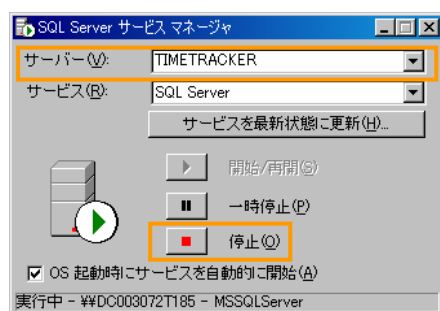 SQL Server サービス マネージャ
サーバー(V): TIMETRACKER
サービス(R): SQL Server
サービスを最新状態に更新(H)...
開始/再開(S)
一時停止(P)
停止(O)
OS 起動時にサービスを自動的に開始(A)
実行中 - ¥¥DC003072T185 - MSSQLServer